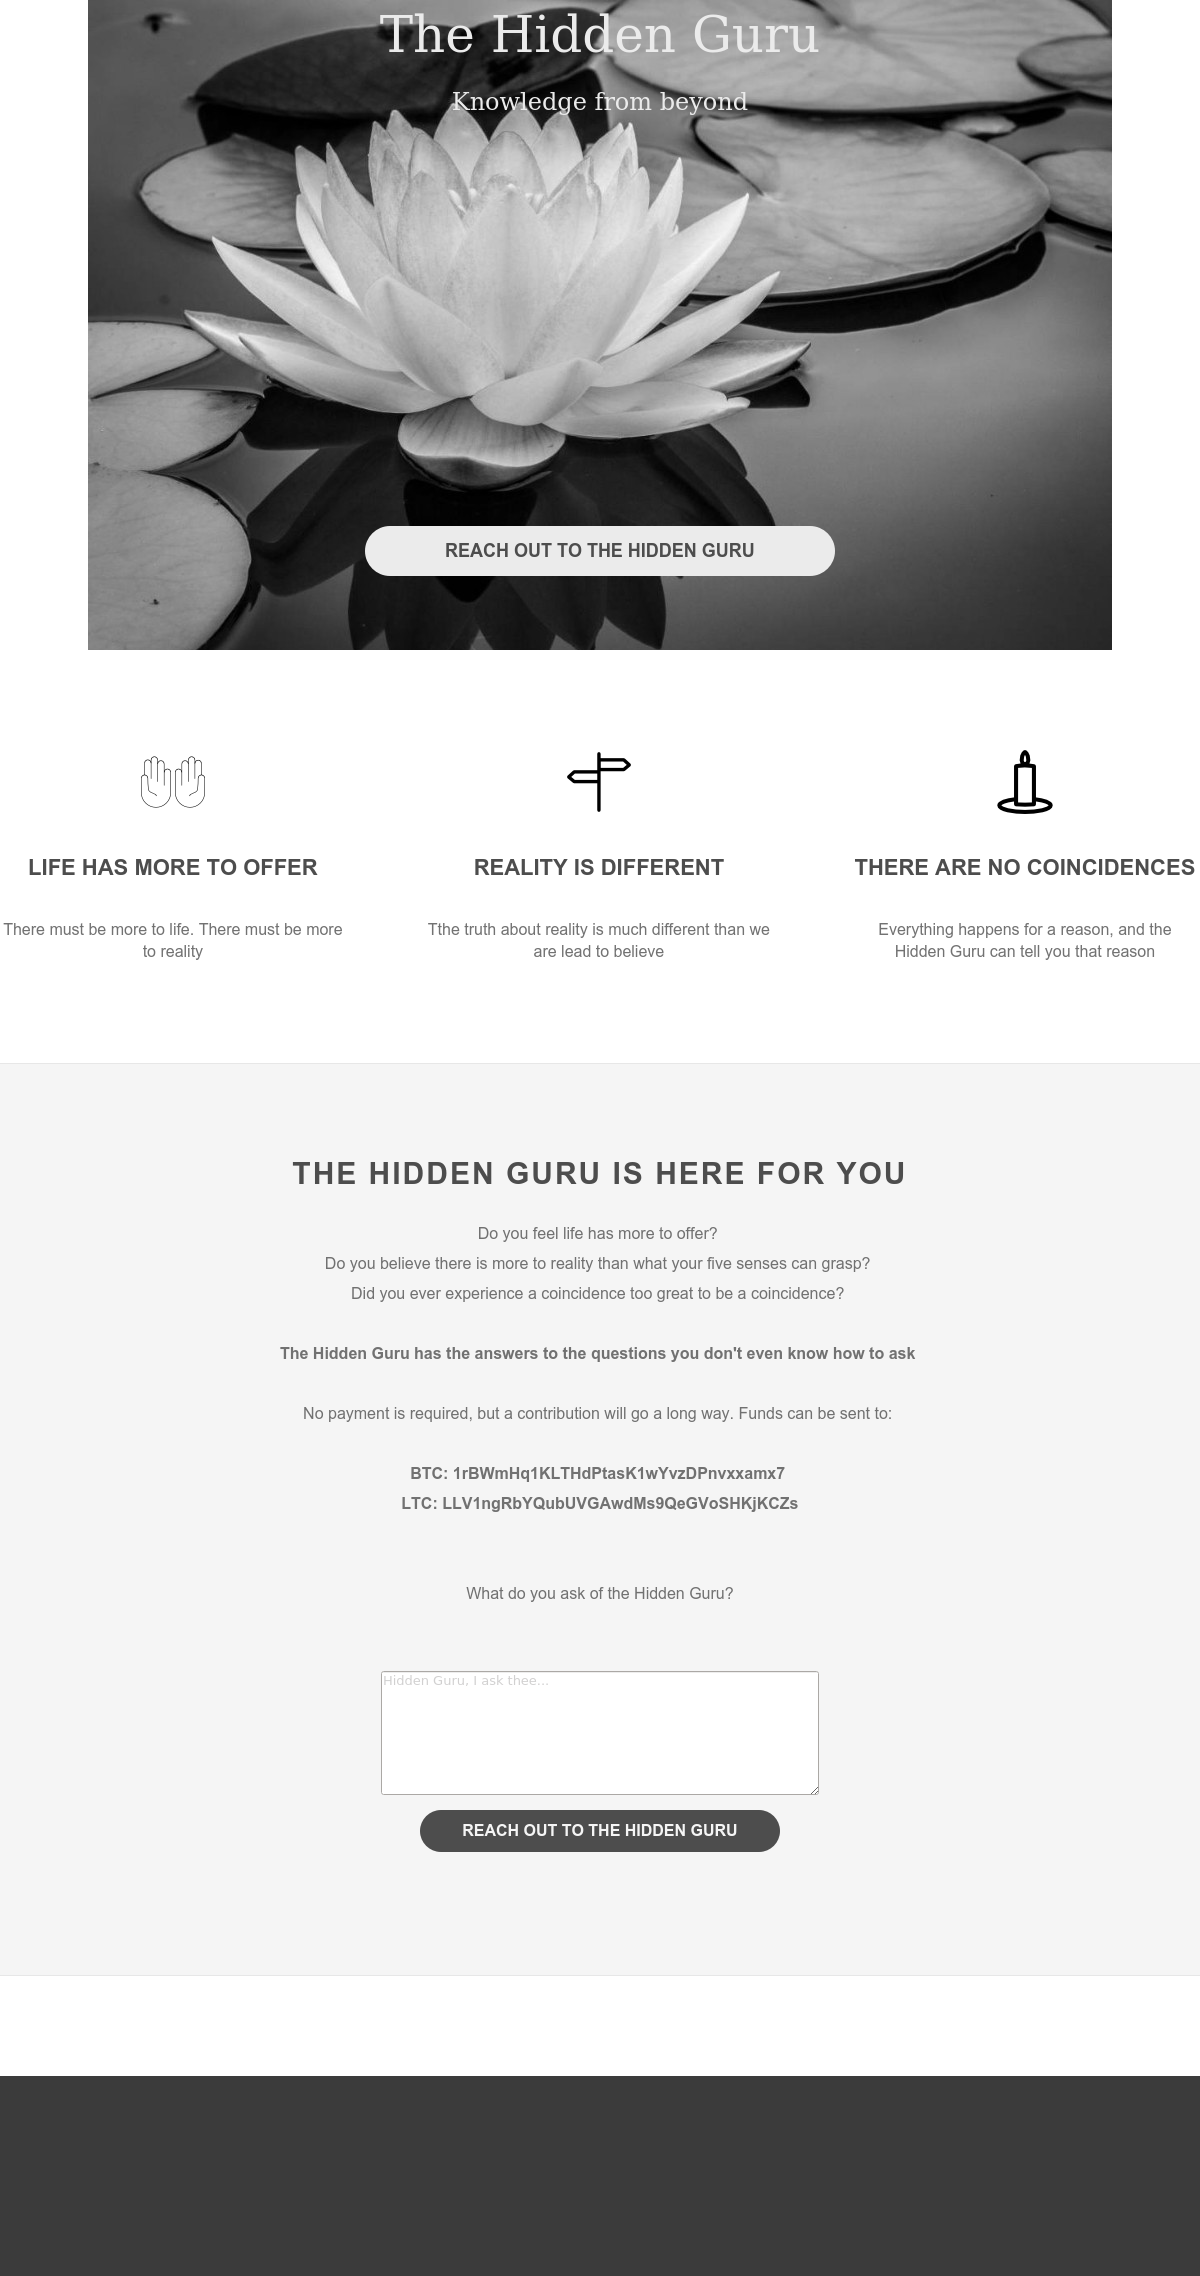 The Hidden Guru
Knowledge from beyond
REACH OUT TO THE HIDDEN GURU
LIFE HAS MORE TO OFFER
There must be more to life. There must be more
to reality
REALITY IS DIFFERENT
Tthe truth about reality is much different than we
are lead to believe
THERE ARE NO COINCIDENCES
Everything happens for a reason, and the
Hidden Guru can tell you that reason
THE HIDDEN GURU IS HERE FOR YOU
Do you feel life has more to offer?
Do you believe there is more to reality than what your five senses can grasp?
Did you ever experience a coincidence too great to be a coincidence?
The Hidden Guru has the answers to the questions you don't even know how to ask
No payment is required, but a contribution will go a long way. Funds can be sent to:
BTC: 1rBWmHq1KLTHdPtasK1wYvzDPnvxxamx7
LTC: LLV1ngRbYQubUVGAwdMs9QeGVoSHKjKCZs
What do you ask of the Hidden Guru?
Hidden Guru, I ask thee...
REACH OUT TO THE HIDDEN GURU